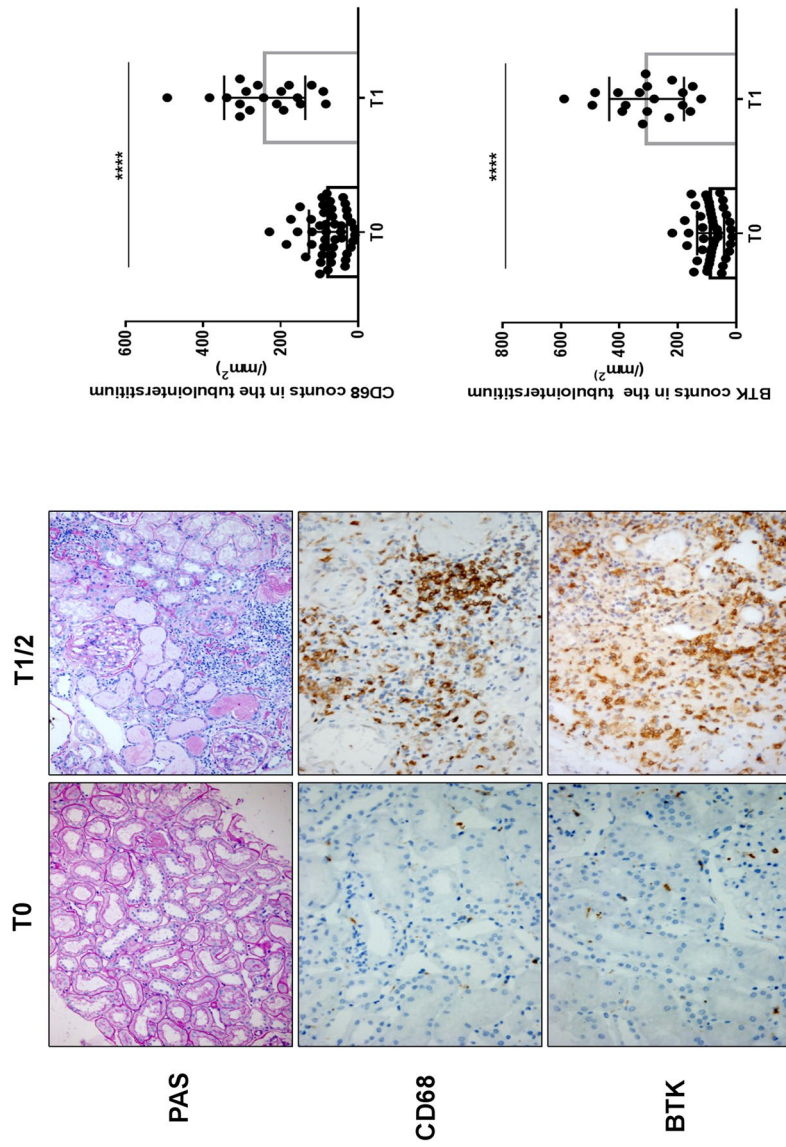 T0
T1/2
PAS
CD68
BTK
CD68 counts in the tubulointerstitium
(/mm²)
600
400
200
0
****
T0
T1
BTK counts in the tubulointerstitium
(/mm²)
800
600
400
200
0
****
T0
T1